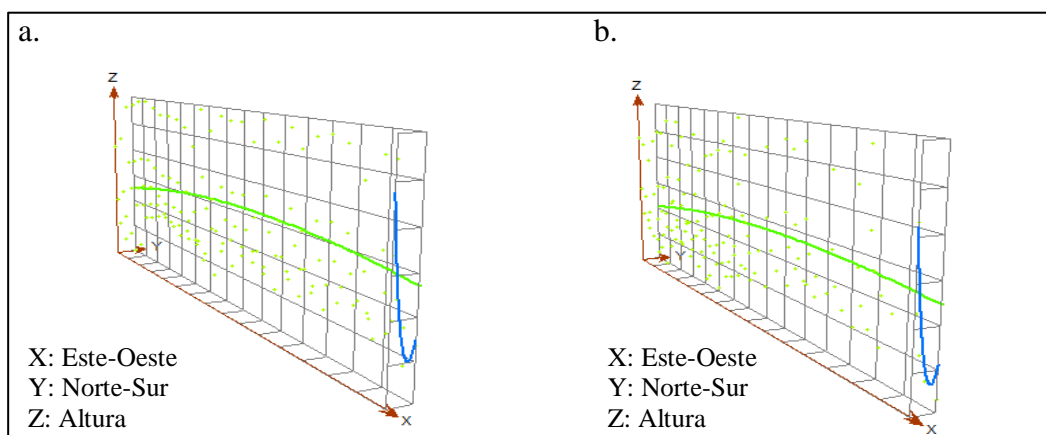 a.
Z
Y
X
X: Este-Oeste
Y: Norte-Sur
Z: Altura
b.
Z
Y
X
X: Este-Oeste
Y: Norte-Sur
Z: Altura